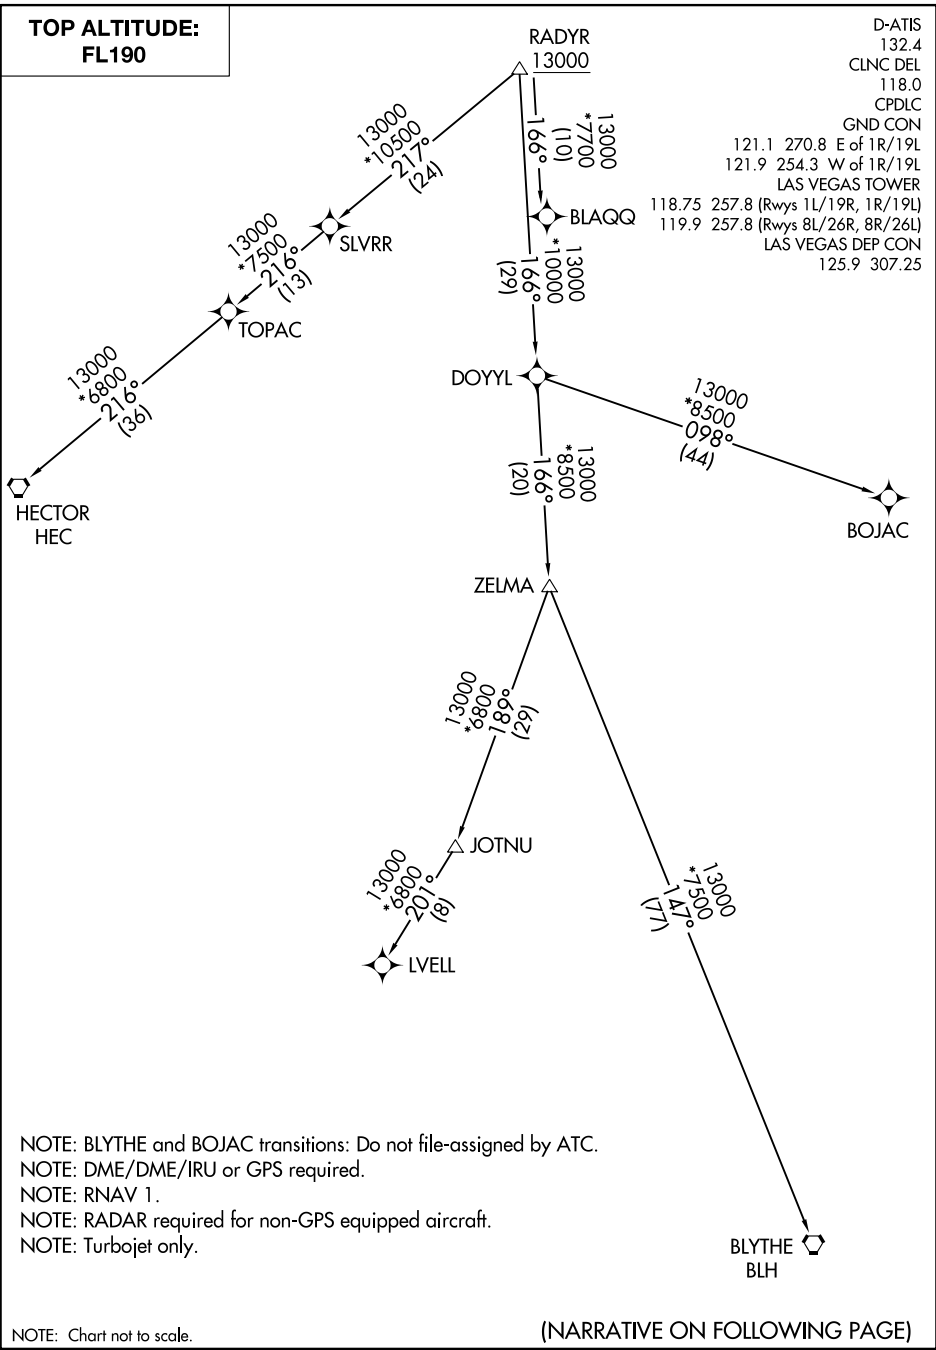 TOP ALTITUDE:
FL190
RADYR
13000
D-ATIS
132.4
CLNC DEL
118.0
CPDLC
GND CON
121.1 270.8 E of 1R/19L
121.9 254.3 W of 1R/19L
LAS VEGAS TOWER
118.75 257.8 (Rwys 1L/19R, 1R/19L)
119.9 257.8 (Rwys 8L/26R, 8R/26L)
LAS VEGAS DEP CON
125.9 307.25
13000
*10500
217°
(24)
13000
*7700
166°
(10)
BLAQQ
SLVRR
13000
*7500
216°
(13)
13000
*10000
166°
(29)
TOPAC
DOYYL
13000
*6800
216°
(36)
13000
*8500
098°
(44)
13000
*8500
166°
(20)
HECTOR
HEC
BOJAC
ZELMA
13000
*6800
189°
(29)
JOTNU
13000
*6800
201°
(8)
13000
*7500
147°
(77)
LVELL
NOTE: BLYTHE and BOJAC transitions: Do not file-assigned by ATC.
NOTE: DME/DME/IRU or GPS required.
NOTE: RNAV 1.
NOTE: RADAR required for non-GPS equipped aircraft.
NOTE: Turbojet only.
BLYTHE
BLH
NOTE: Chart not to scale.
(NARRATIVE ON FOLLOWING PAGE)